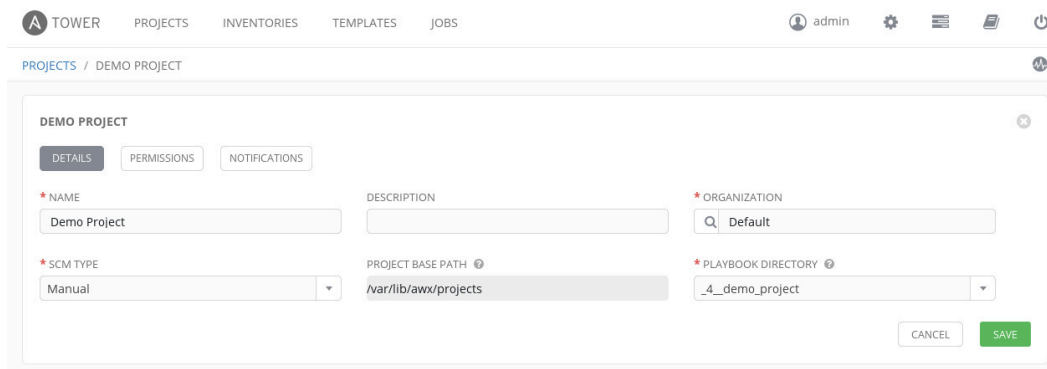 A TOWER PROJECTS INVENTORIES TEMPLATES JOBS admin
PROJECTS / DEMO PROJECT
DEMO PROJECT
DETAILS PERMISSIONS NOTIFICATIONS
* NAME DESCRIPTION * ORGANIZATION
Demo Project Default
* SCM TYPE PROJECT BASE PATH ? * PLAYBOOK DIRECTORY ?
Manual /var/lib/awx/projects _4__demo_project
CANCEL SAVE